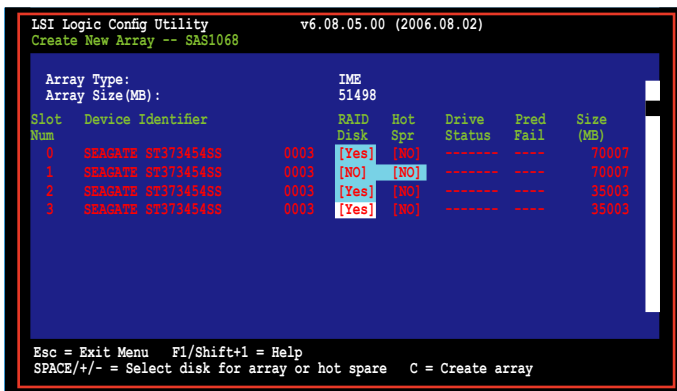 LSI Logic Config Utility v6.08.05.00 (2006.08.02)
Create New Array -- SAS1068
Array Type: IME
Array Size(MB): 51498
Slot Device Identifier RAID Hot Drive Pred Size
Num Disk Spr Status Fail (MB)
0 SEAGATE ST373454SS 0003 [Yes] [NO] ------- ---- 70007
1 SEAGATE ST373454SS 0003 [NO] [NO] ------- ---- 70007
2 SEAGATE ST373454SS 0003 [Yes] [NO] ------- ---- 35003
3 SEAGATE ST373454SS 0003 [Yes] [NO] ------- ---- 35003
Esc = Exit Menu F1/Shift+1 = Help
SPACE/+/- = Select disk for array or hot spare C = Create array